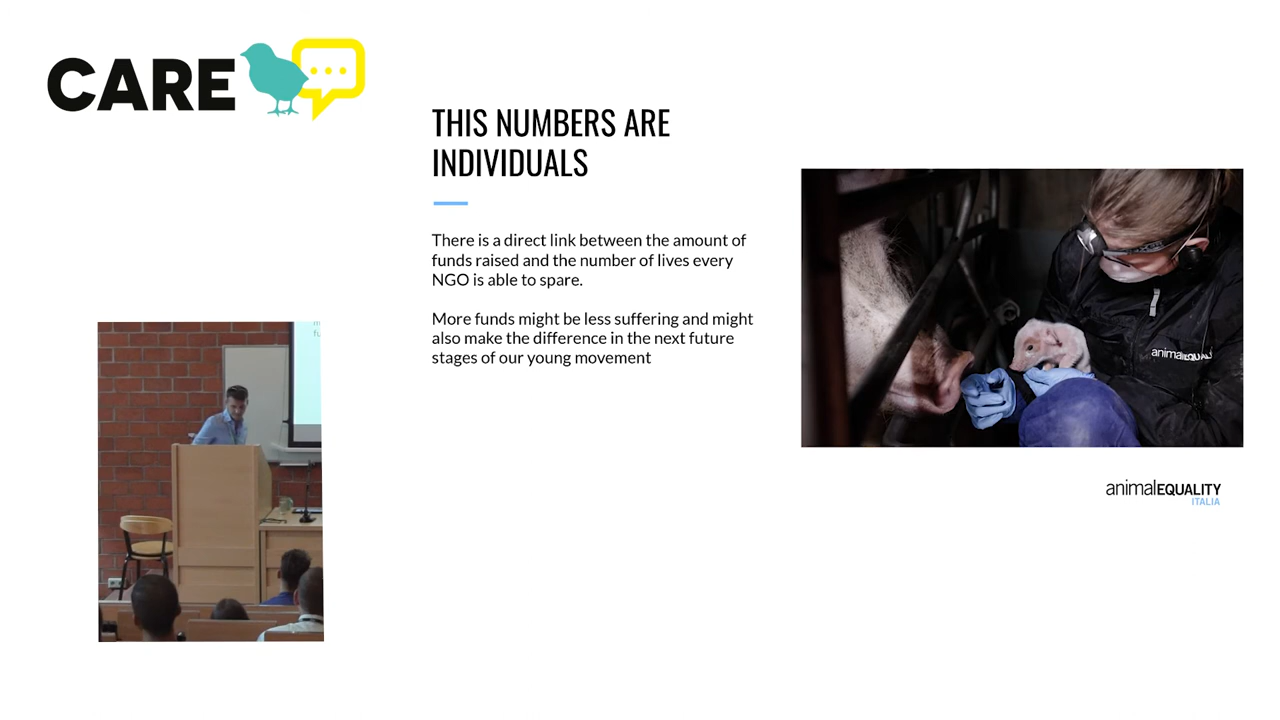 CARE
THIS NUMBERS ARE
INDIVIDUALS
There is a direct link between the amount of
funds raised and the number of lives every
NGO is able to spare.
More funds might be less suffering and might
also make the difference in the next future
stages of our young movement
animalEQUALITY
animalEQUALITY
ITALIA